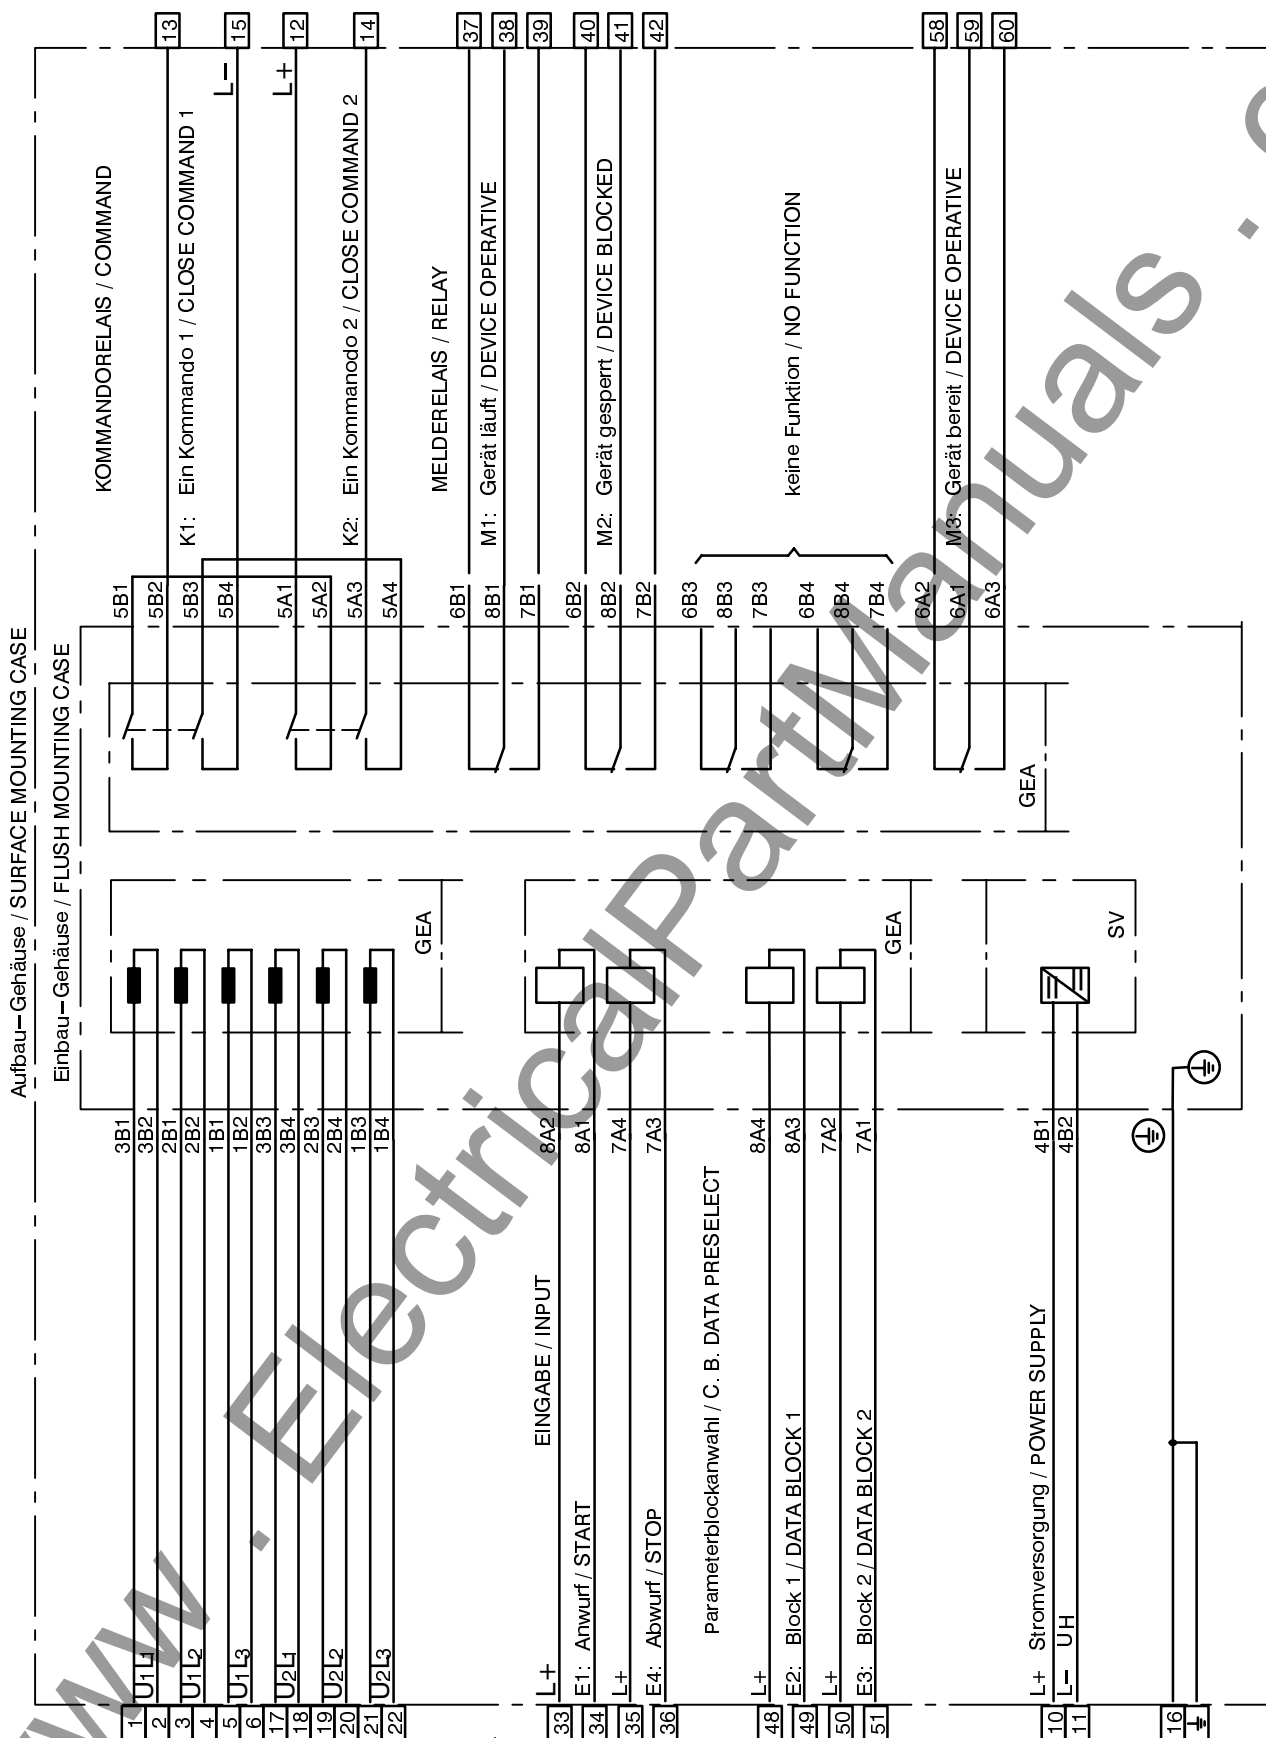 Aufbau–Gehäuse / SURFACE MOUNTING CASE
Einbau–Gehäuse / FLUSH MOUNTING CASE
KOMMANDORELAIS / COMMAND
5B1
5B2
13
K1: Ein Kommando 1 / CLOSE COMMAND 1
5B3
5B4
L–
15
5A1
L+
12
5A2
K2: Ein Kommanodo 2 / CLOSE COMMAND 2
5A3
14
5A4
MELDERELAIS / RELAY
6B1
37
M1: Gerät läuft / DEVICE OPERATIVE
8B1
38
7B1
39
6B2
40
M2: Gerät gesperrt / DEVICE BLOCKED
8B2
41
7B2
42
6B3
8B3
7B3
keine Funktion / NO FUNCTION
6B4
8B4
7B4
6A2
58
M3: Gerät bereit / DEVICE OPERATIVE
6A1
59
6A3
60
GEA
1
U1L1
3B1
2
3B2
3
U1L2
2B1
4
2B2
5
U1L3
1B1
6
1B2
17
U2L1
3B3
18
3B4
19
U2L2
2B3
20
2B4
21
U2L3
1B3
22
1B4
GEA
EINGABE / INPUT
33
L+
8A2
34
E1: Anwurf / START
8A1
35
L+
7A4
36
E4: Abwurf / STOP
7A3
Parameterblockanwahl / C. B. DATA PRESELECT
48
L+
8A4
49
E2: Block 1 / DATA BLOCK 1
8A3
50
L+
7A2
51
E3: Block 2 / DATA BLOCK 2
7A1
GEA
10
L+ Stromversorgung / POWER SUPPLY
4B1
11
L– UH
4B2
SV
16
www . ElectricalPartManuals .